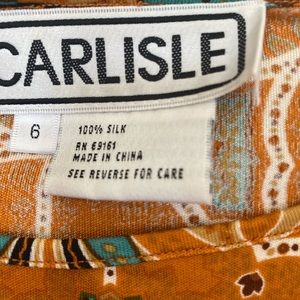 CARLISLE
6
100% SILK
RN 69161
MADE IN CHINA
SEE REVERSE FOR CARE